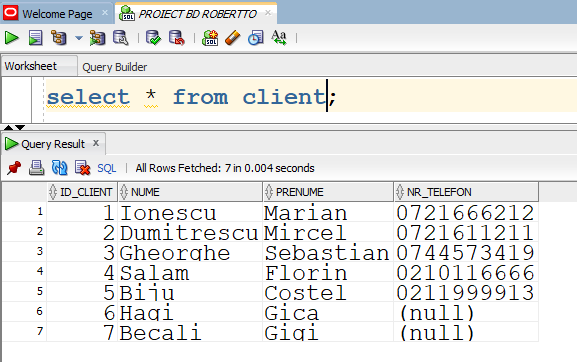 Welcome Page × PROIECT BD ROBERTTO ×
Worksheet Query Builder
select * from client;
Query Result ×
SQL | All Rows Fetched: 7 in 0.004 seconds
ID_CLIENT NUME PRENUME NR_TELEFON
1 1 Ionescu Marian 0721666212
2 2 Dumitrescu Mircel 0721611211
3 3 Gheorghe Sebastian 0744573419
4 4 Salam Florin 0210116666
5 5 Biju Costel 0211999913
6 6 Hagi Gica (null)
7 7 Becali Gigi (null)